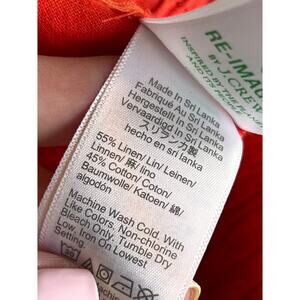 Made in Sri Lanka
Fabriqué Au Sri Lanka
Hergestellt in Sri Lanka
Vervaardigd in Sri Lanka
スリランカ製
hecho en sri lanka
55% Linen/Lin/Leinen/
Linnen/ 麻/ lino
45% Cotton/ Coton/
Baumwolle/ Katoen/ 綿/
algodón
Machine Wash Cold, With
Like Colors, Non-chlorine
Bleach Only, Tumble Dry
Low, Iron On Lowest
Setting.
RE-IMAG
BY J.CREW
INSPIRED BY